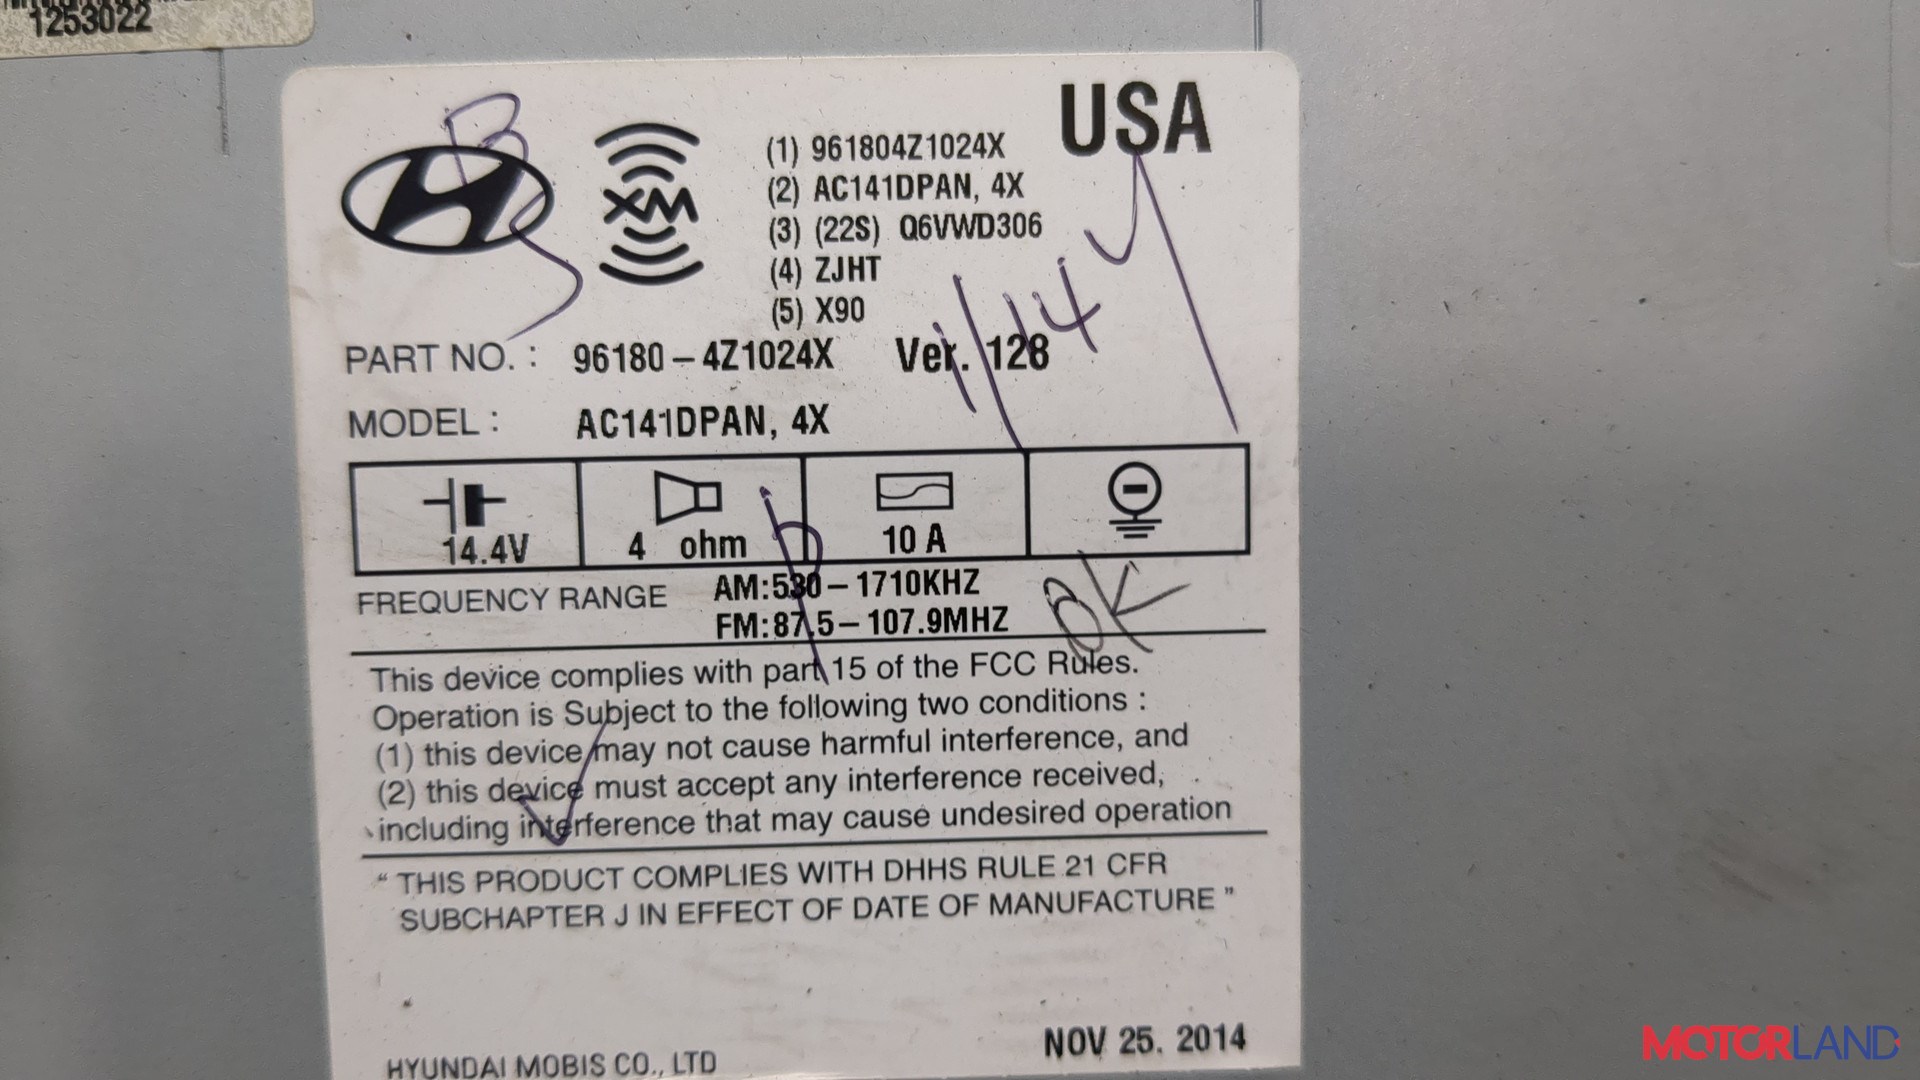 1253022
USA
XM
(1) 961804Z1024X
(2) AC141DPAN, 4X
(3) (22S) Q6VWD306
(4) ZJHT
(5) X90
PART NO. : 96180-4Z1024X Ver. 128
MODEL : AC141DPAN, 4X
14.4V 4 ohm 10 A
FREQUENCY RANGE AM:530-1710KHZ
FM:87.5-107.9MHZ
OK
This device complies with part 15 of the FCC Rules.
Operation is Subject to the following two conditions :
(1) this device may not cause harmful interference, and
(2) this device must accept any interference received,
including interference that may cause undesired operation
“ THIS PRODUCT COMPLIES WITH DHHS RULE 21 CFR
SUBCHAPTER J IN EFFECT OF DATE OF MANUFACTURE ”
NOV 25. 2014
HYUNDAI MOBIS CO., LTD
MOTORLAND